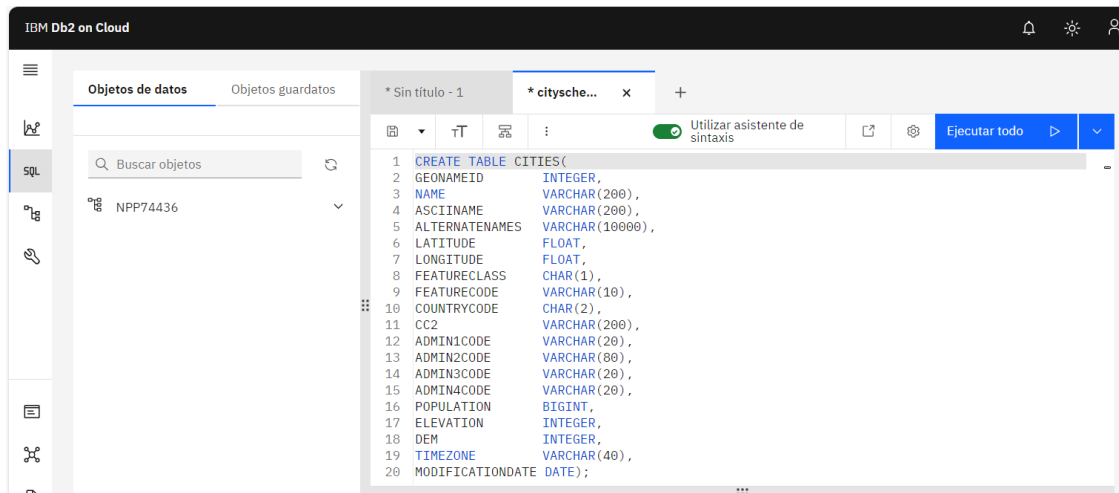 IBM Db2 on Cloud
Objetos de datos
Objetos guardatos
* Sin título - 1
* citysche...
Utilizar asistente de
sintaxis
Ejecutar todo
SQL
Buscar objetos
NPP74436
1 CREATE TABLE CITIES(
2 GEONAMEID INTEGER,
3 NAME VARCHAR(200),
4 ASCIINAME VARCHAR(200),
5 ALTERNATENAMES VARCHAR(10000),
6 LATITUDE FLOAT,
7 LONGITUDE FLOAT,
8 FEATURECLASS CHAR(1),
9 FEATURECODE VARCHAR(10),
10 COUNTRYCODE CHAR(2),
11 CC2 VARCHAR(200),
12 ADMIN1CODE VARCHAR(20),
13 ADMIN2CODE VARCHAR(80),
14 ADMIN3CODE VARCHAR(20),
15 ADMIN4CODE VARCHAR(20),
16 POPULATION BIGINT,
17 ELEVATION INTEGER,
18 DEM INTEGER,
19 TIMEZONE VARCHAR(40),
20 MODIFICATIONDATE DATE);